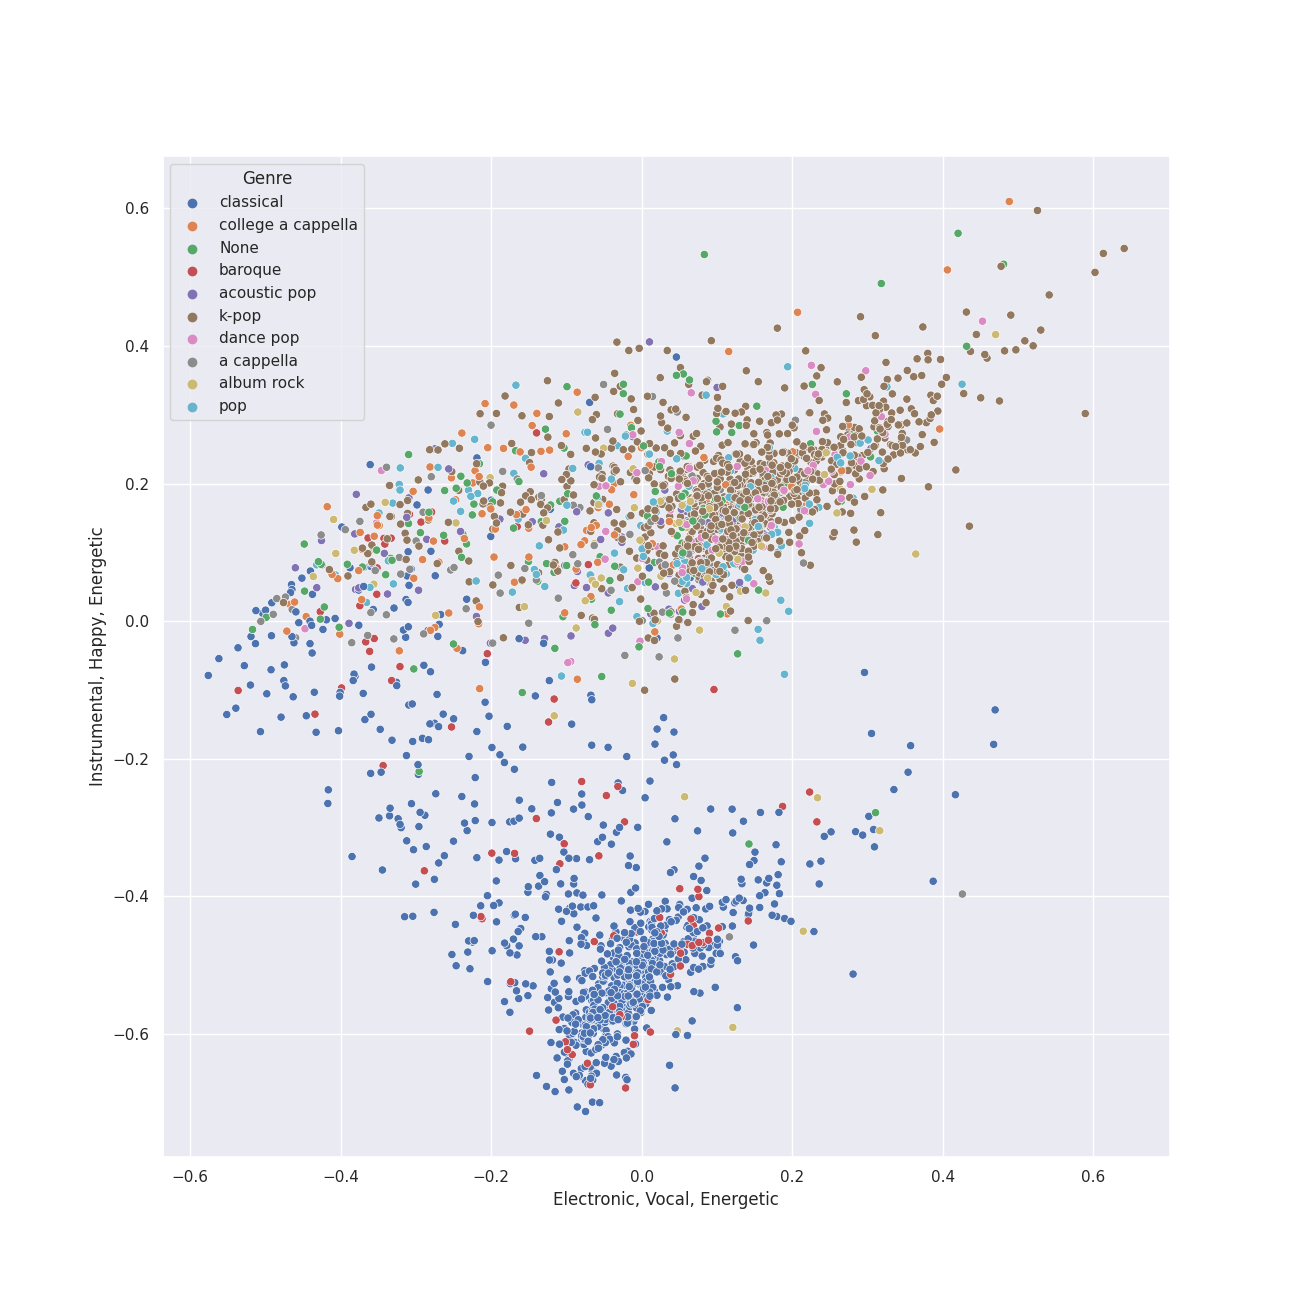 Genre
classical
college a cappella
None
baroque
acoustic pop
k-pop
dance pop
a cappella
album rock
pop
0.6
0.4
0.2
0.0
−0.2
−0.4
−0.6
Instrumental, Happy, Energetic
−0.6 −0.4 −0.2 0.0 0.2 0.4 0.6
Electronic, Vocal, Energetic